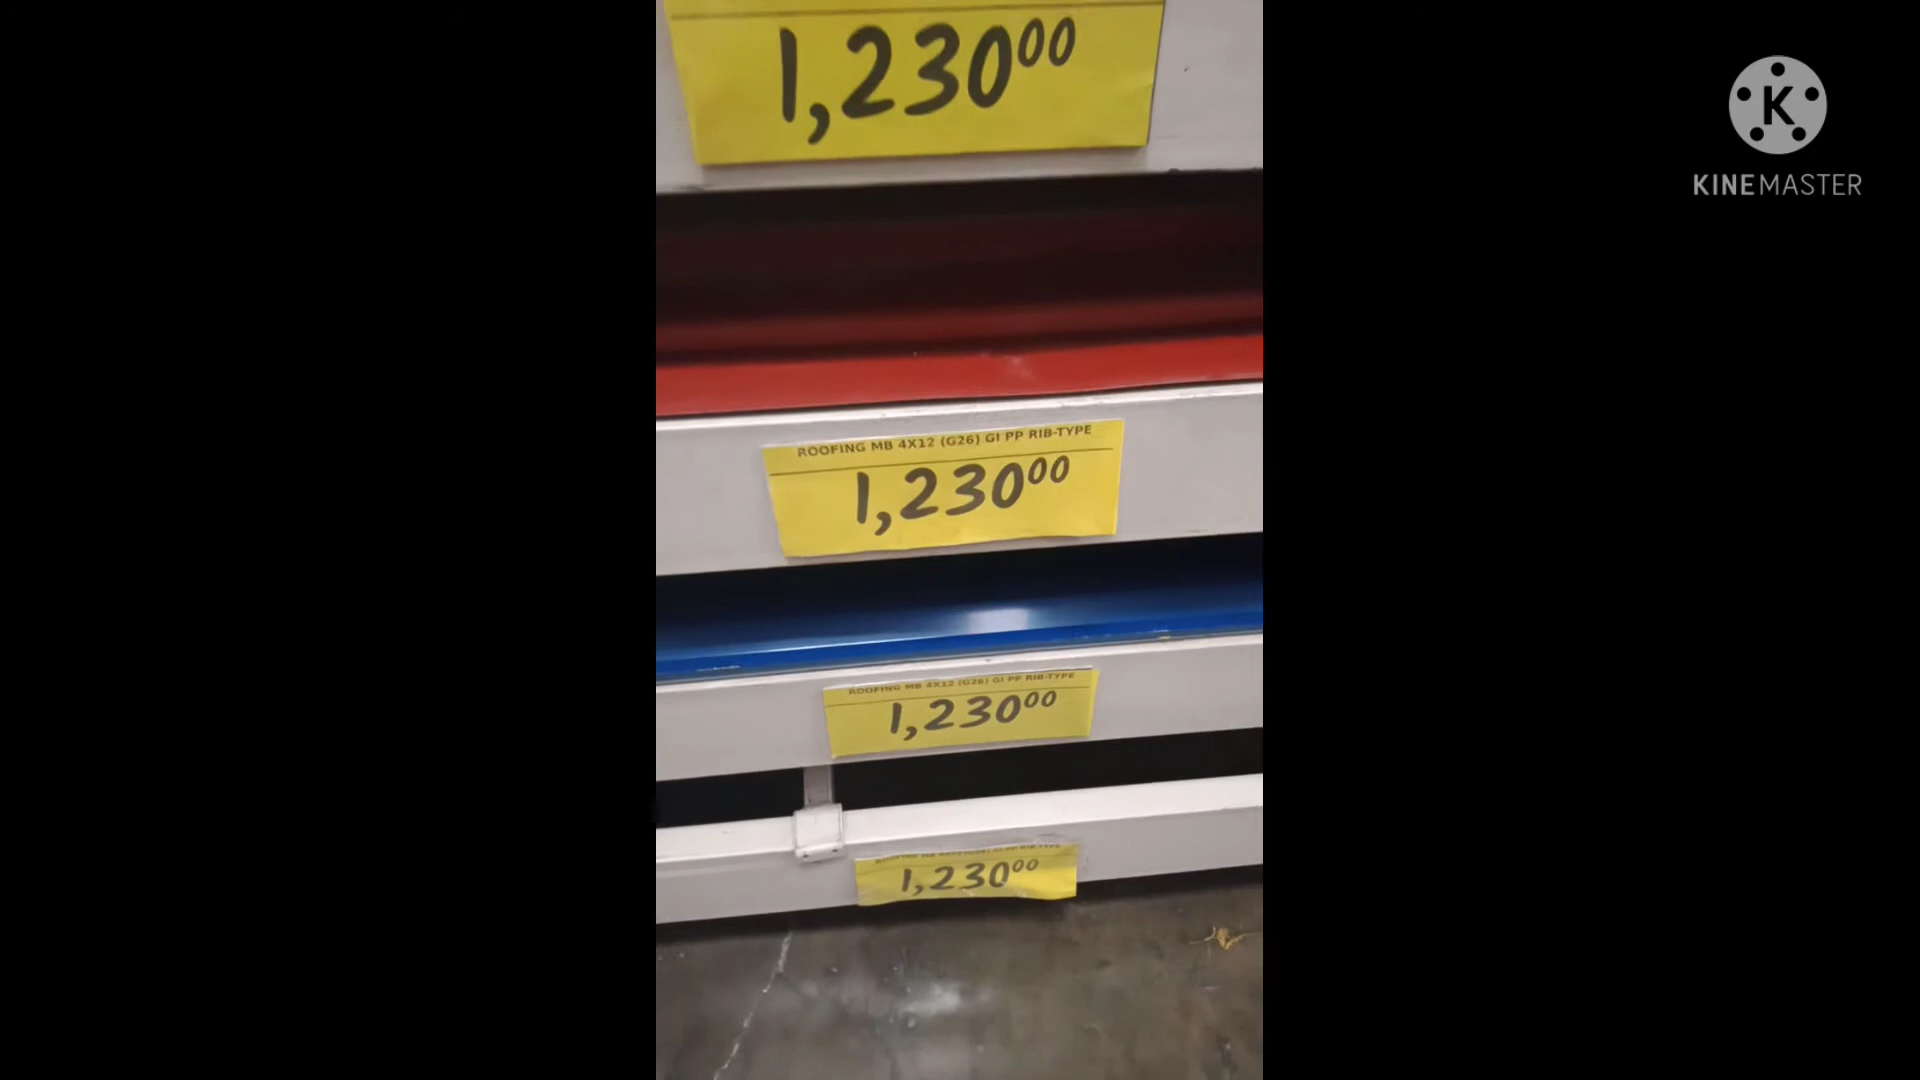 1,230⁰⁰
KINEMASTER
ROOFING MB 4X12 (G26) GI PP RIB-TYPE
1,230⁰⁰
ROOFING MB 4X12 (G26) GI PP RIB-TYPE
1,230⁰⁰
1,230⁰⁰